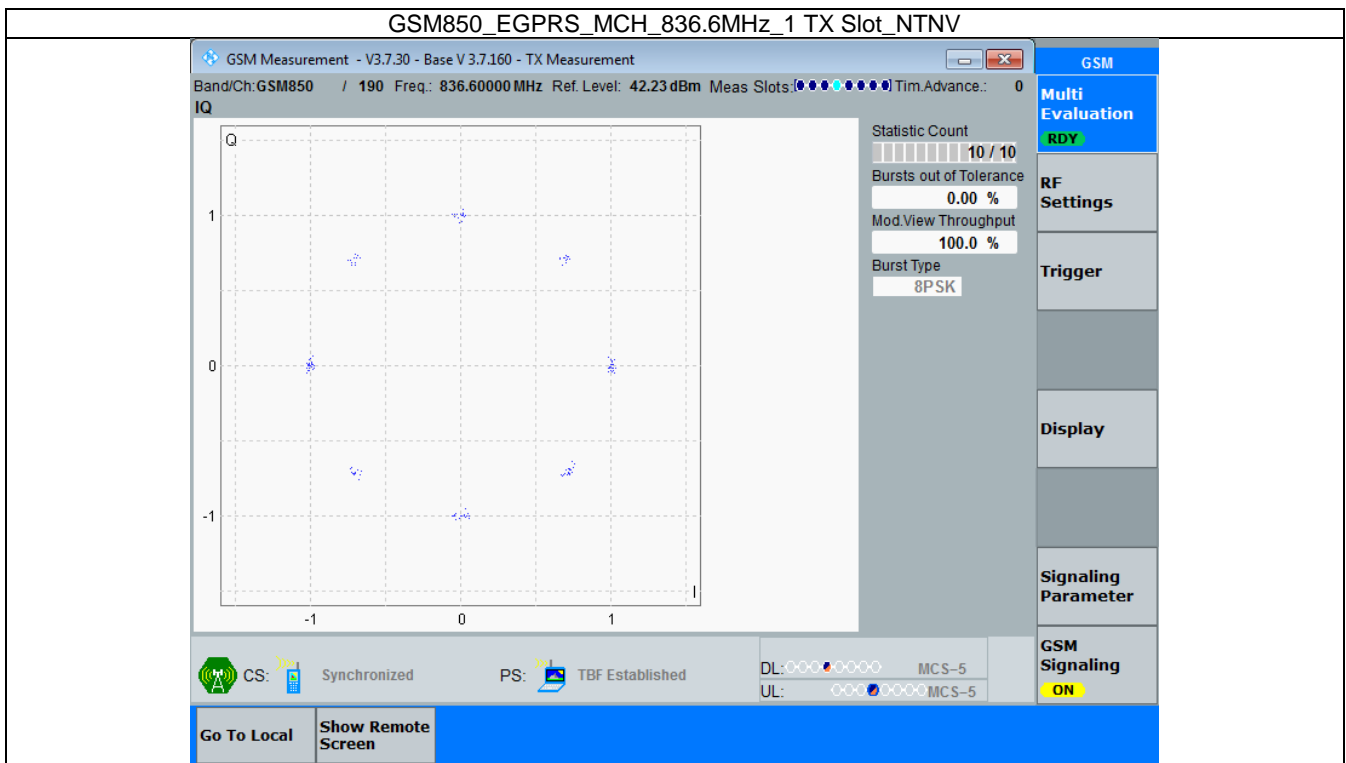 GSM850_EGPRS_MCH_836.6MHz_1 TX Slot_NTNV
GSM Measurement - V3.7.30 - Base V 3.7.160 - TX Measurement
GSM
Band/Ch:GSM850 / 190 Freq.: 836.60000 MHz Ref. Level: 42.23 dBm Meas Slots: Tim.Advance.: 0
IQ
Multi
Evaluation
RDY
Q
Statistic Count
10 / 10
Bursts out of Tolerance
0.00 %
Mod.View Throughput
100.0 %
Burst Type
8PSK
RF
Settings
Trigger
1
0
-1
I
-1 0 1
Display
Signaling
Parameter
GSM
Signaling
ON
CS: Synchronized PS: TBF Established
DL: MCS-5
UL: MCS-5
Go To Local
Show Remote
Screen